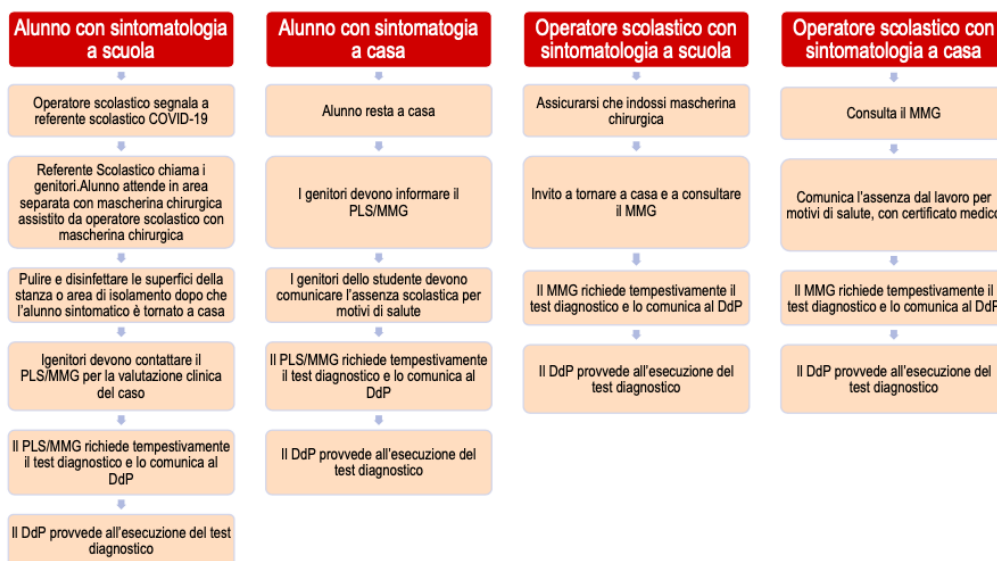 Alunno con sintomatologia
a scuola
Operatore scolastico segnala a
referente scolastico COVID-19
Referente Scolastico chiama i
genitori.Alunno attende in area
separata con mascherina chirurgica
assistito da operatore scolastico con
mascherina chirurgica
Pulire e disinfettare le superfici della
stanza o area di isolamento dopo che
l'alunno sintomatico è tornato a casa
Igenitori devono contattare il
PLS/MMG per la valutazione clinica
del caso
Il PLS/MMG richiede tempestivamente
il test diagnostico e lo comunica al
DdP
Il DdP provvede all'esecuzione del test
diagnostico
Alunno con sintomatogia
a casa
Alunno resta a casa
I genitori devono informare il
PLS/MMG
I genitori dello studente devono
comunicare l'assenza scolastica per
motivi di salute
Il PLS/MMG richiede tempestivamente
il test diagnostico e lo comunica al
DdP
Il DdP provvede all'esecuzione del
test diagnostico
Operatore scolastico con
sintomatologia a scuola
Assicurarsi che indossi mascherina
chirurgica
Invito a tornare a casa e a consultare
il MMG
Il MMG richiede tempestivamente il
test diagnostico e lo comunica al DdP
Il DdP provvede all'esecuzione del
test diagnostico
Operatore scolastico con
sintomatologia a casa
Consulta il MMG
Comunica l'assenza dal lavoro per
motivi di salute, con certificato medico
Il MMG richiede tempestivamente il
test diagnostico e lo comunica al DdP
Il DdP provvede all'esecuzione del
test diagnostico